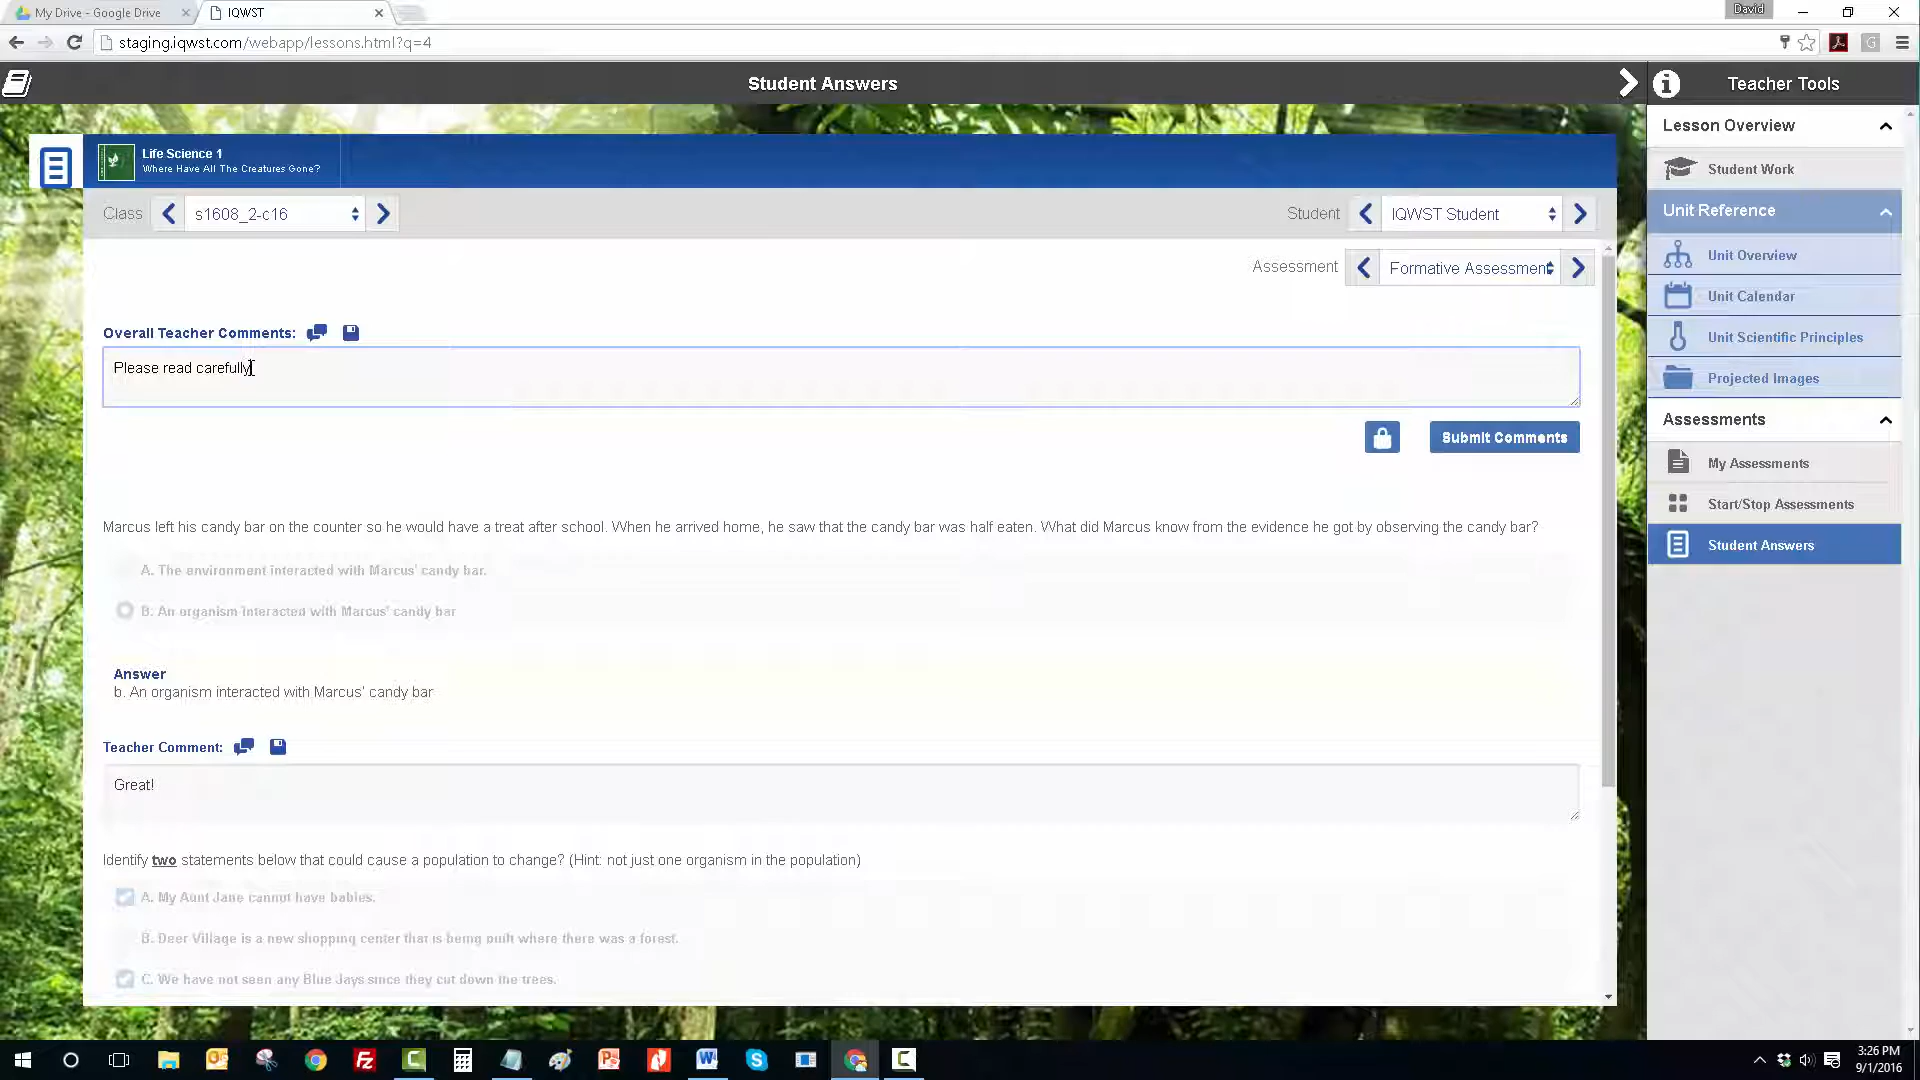 My Drive - Google Drive
IQWST
David
staging.iqwst.com/webapp/lessons.html?q=4
Student Answers
Teacher Tools
Life Science 1
Where Have All The Creatures Gone?
Class
s1608_2-c16
Student
IQWST Student
Assessment
Formative Assessment
Overall Teacher Comments:
Please read carefully
Submit Comments
Marcus left his candy bar on the counter so he would have a treat after school. When he arrived home, he saw that the candy bar was half eaten. What did Marcus know from the evidence he got by observing the candy bar?
A. The environment interacted with Marcus' candy bar.
B. An organism interacted with Marcus' candy bar
Answer
b. An organism interacted with Marcus' candy bar
Teacher Comment:
Great!
Identify two statements below that could cause a population to change? (Hint: not just one organism in the population)
A. My Aunt Jane cannot have babies.
B. Deer Village is a new shopping center that is being built where there was a forest.
C. We have not seen any Blue Jays since they cut down the trees.
Lesson Overview
Student Work
Unit Reference
Unit Overview
Unit Calendar
Unit Scientific Principles
Projected Images
Assessments
My Assessments
Start/Stop Assessments
Student Answers
3:26 PM
9/1/2016